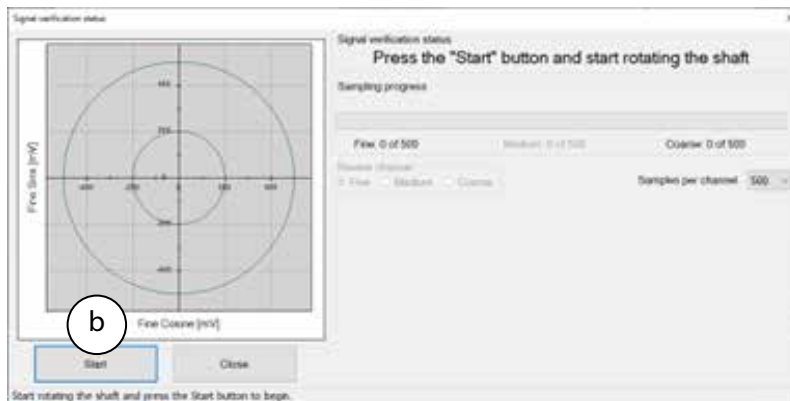 Signal verification status
Signal verification status
Press the "Start" button and start rotating the shaft
Sampling progress
Fine: 0 of 500
Medium: 0 of 500
Coarse: 0 of 500
Review channel
Fine
Medium
Coarse
Samples per channel
500
Fine Sine [mV]
400
200
-400
-200
0
200
400
-200
-400
Fine Cosine [mV]
b
Start
Close
Start rotating the shaft and press the Start button to begin.